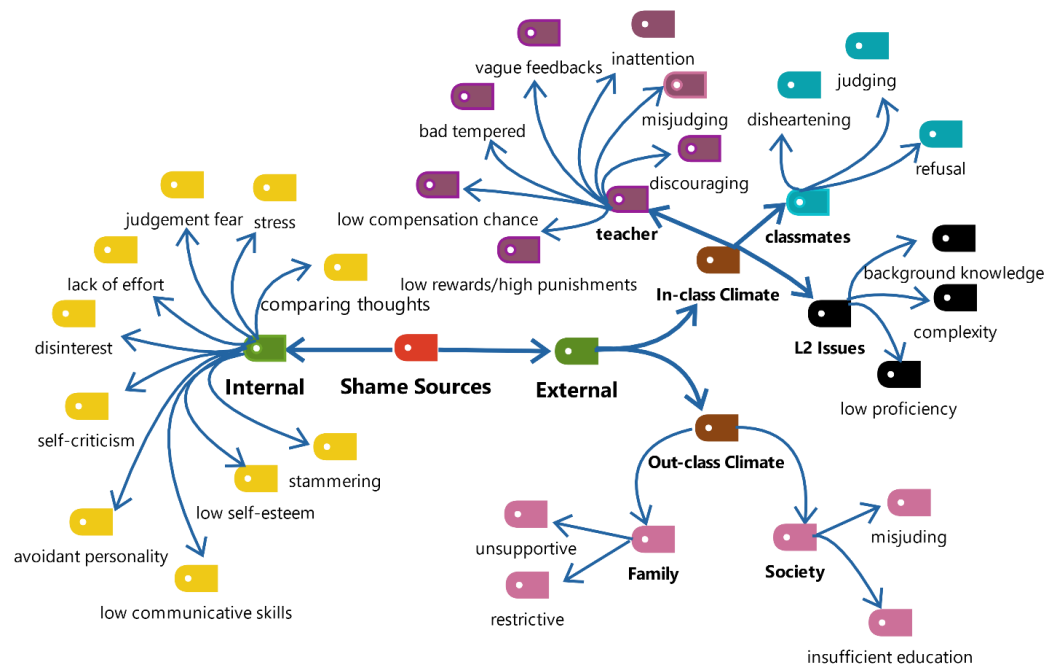 inattention
vague feedbacks
judging
misjudging
disheartening
bad tempered
refusal
discouraging
judgement fear
stress
low compensation chance
teacher
classmates
background knowledge
lack of effort
low rewards/high punishments
In-class Climate
comparing thoughts
complexity
disinterest
L2 Issues
Internal
Shame Sources
External
low proficiency
self-criticism
Out-class Climate
stammering
low self-esteem
misjuding
unsupportive
avoidant personality
Family
Society
low communicative skills
restrictive
insufficient education